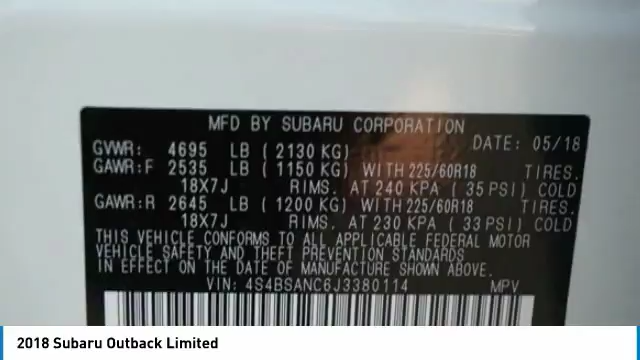 MFD BY SUBARU CORPORATION
DATE: 05/18
GVWR: 4695 LB ( 2130 KG)
GAWR:F 2535 LB ( 1150 KG) WITH 225/60R18 TIRES,
18X7J RIMS, AT 240 KPA ( 35 PSI) COLD
GAWR:R 2645 LB ( 1200 KG) WITH 225/60R18 TIRES,
18X7J RIMS, AT 230 KPA ( 33 PSI) COLD
THIS VEHICLE CONFORMS TO ALL APPLICABLE FEDERAL MOTOR
VEHICLE SAFETY AND THEFT PREVENTION STANDARDS
IN EFFECT ON THE DATE OF MANUFACTURE SHOWN ABOVE.
VIN: 4S4BSANC6J3380114 MPV
2018 Subaru Outback Limited